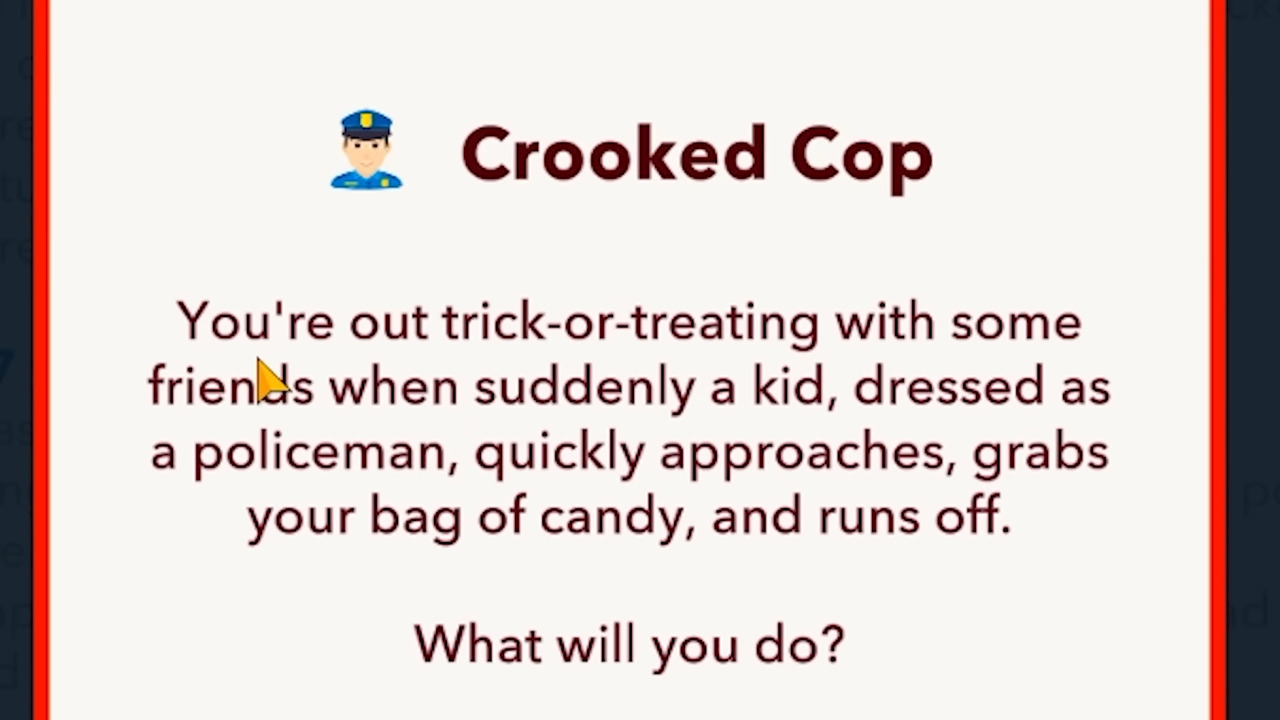 Crooked Cop
You're out trick-or-treating with some
friends when suddenly a kid, dressed as
a policeman, quickly approaches, grabs
your bag of candy, and runs off.
What will you do?